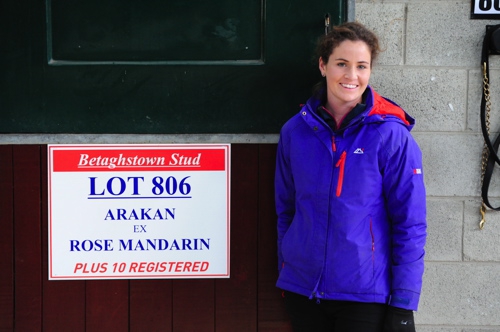 Betaghstown Stud
LOT 806
ARAKAN
EX
ROSE MANDARIN
PLUS 10 REGISTERED